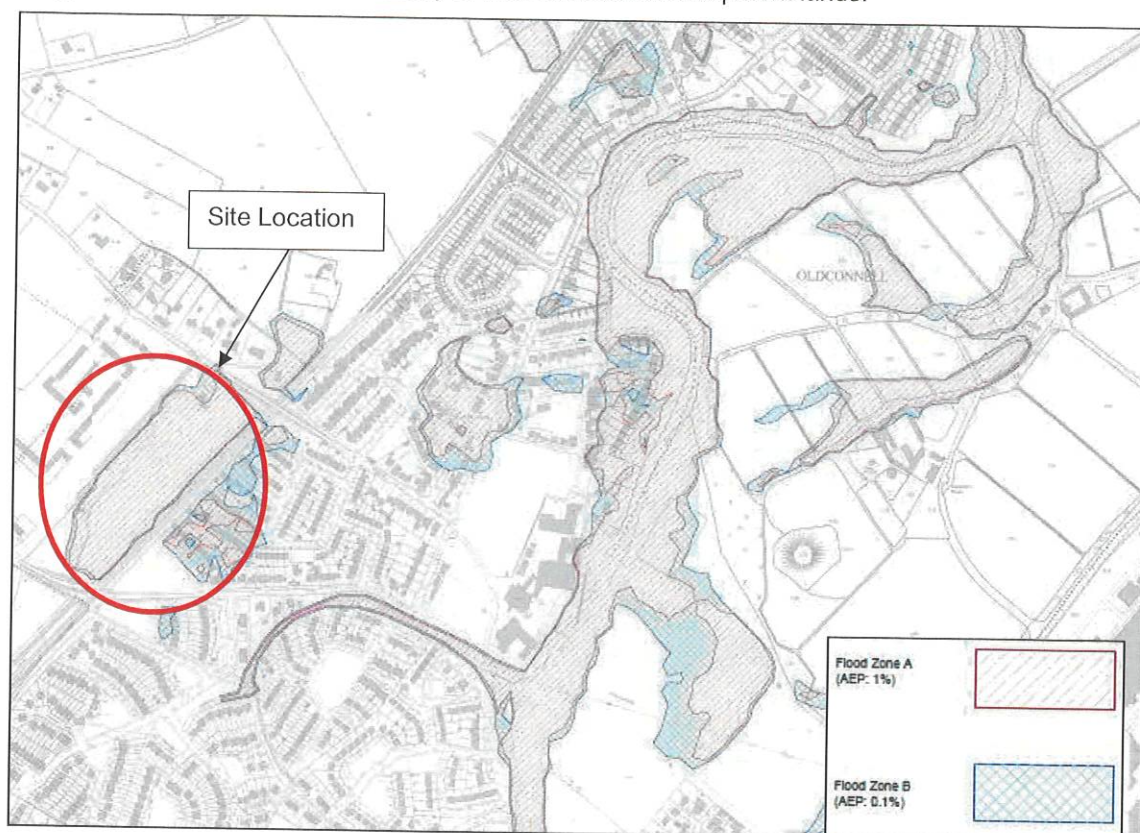 Site Location
OLDCONNELL
Flood Zone A
(AEP: 1%)
Flood Zone B
(AEP: 0.1%)